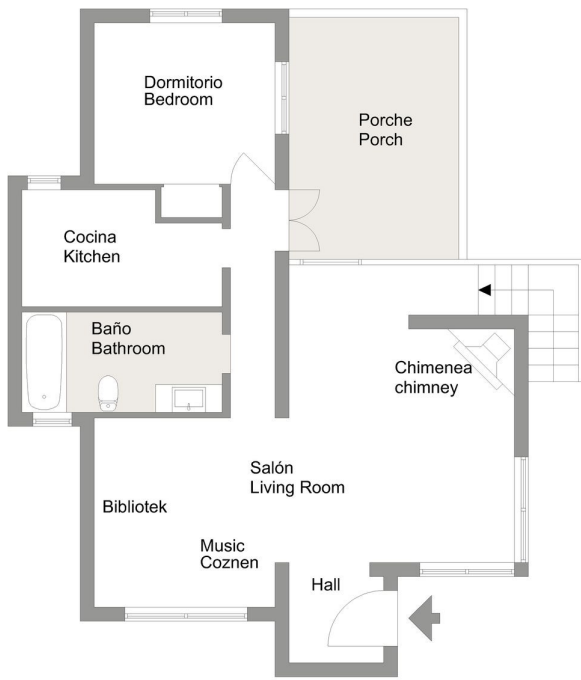 Dormitorio
Bedroom
Porche
Porch
Cocina
Kitchen
Baño
Bathroom
Chimenea
chimney
Salón
Living Room
Bibliotek
Music
Coznen
Hall